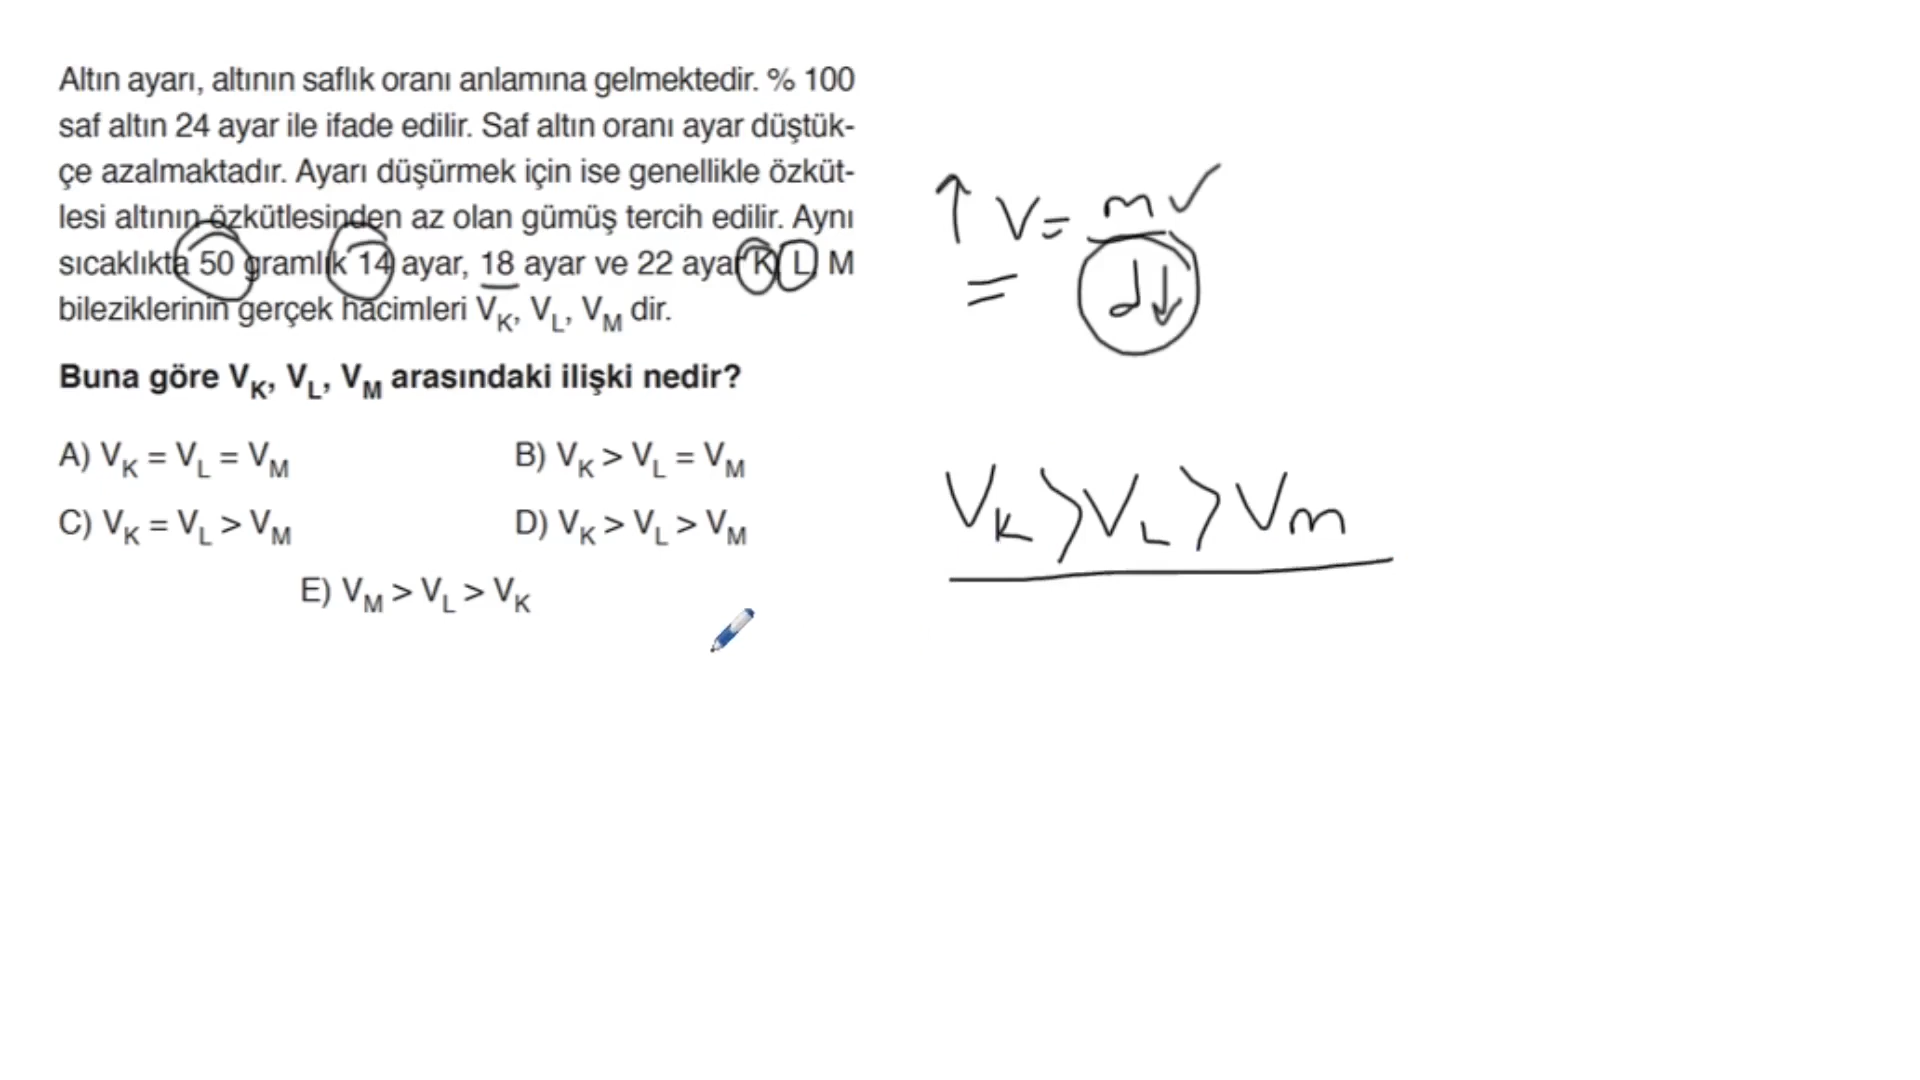 Altın ayarı, altının saflık oranı anlamına gelmektedir. % 100
saf altın 24 ayar ile ifade edilir. Saf altın oranı ayar düştük-
çe azalmaktadır. Ayarı düşürmek için ise genellikle özküt-
lesi altının özkütlesinden az olan gümüş tercih edilir. Aynı
sıcaklıkta 50 gramlık 14 ayar, 18 ayar ve 22 ayar K, L, M
bileziklerinin gerçek hacimleri V_K, V_L, V_M dir.
Buna göre V_K, V_L, V_M arasındaki ilişki nedir?
A) V_K = V_L = V_M
B) V_K > V_L = V_M
C) V_K = V_L > V_M
D) V_K > V_L > V_M
E) V_M > V_L > V_K
↑ V = m ✓
d↓
V_K > V_L > V_m